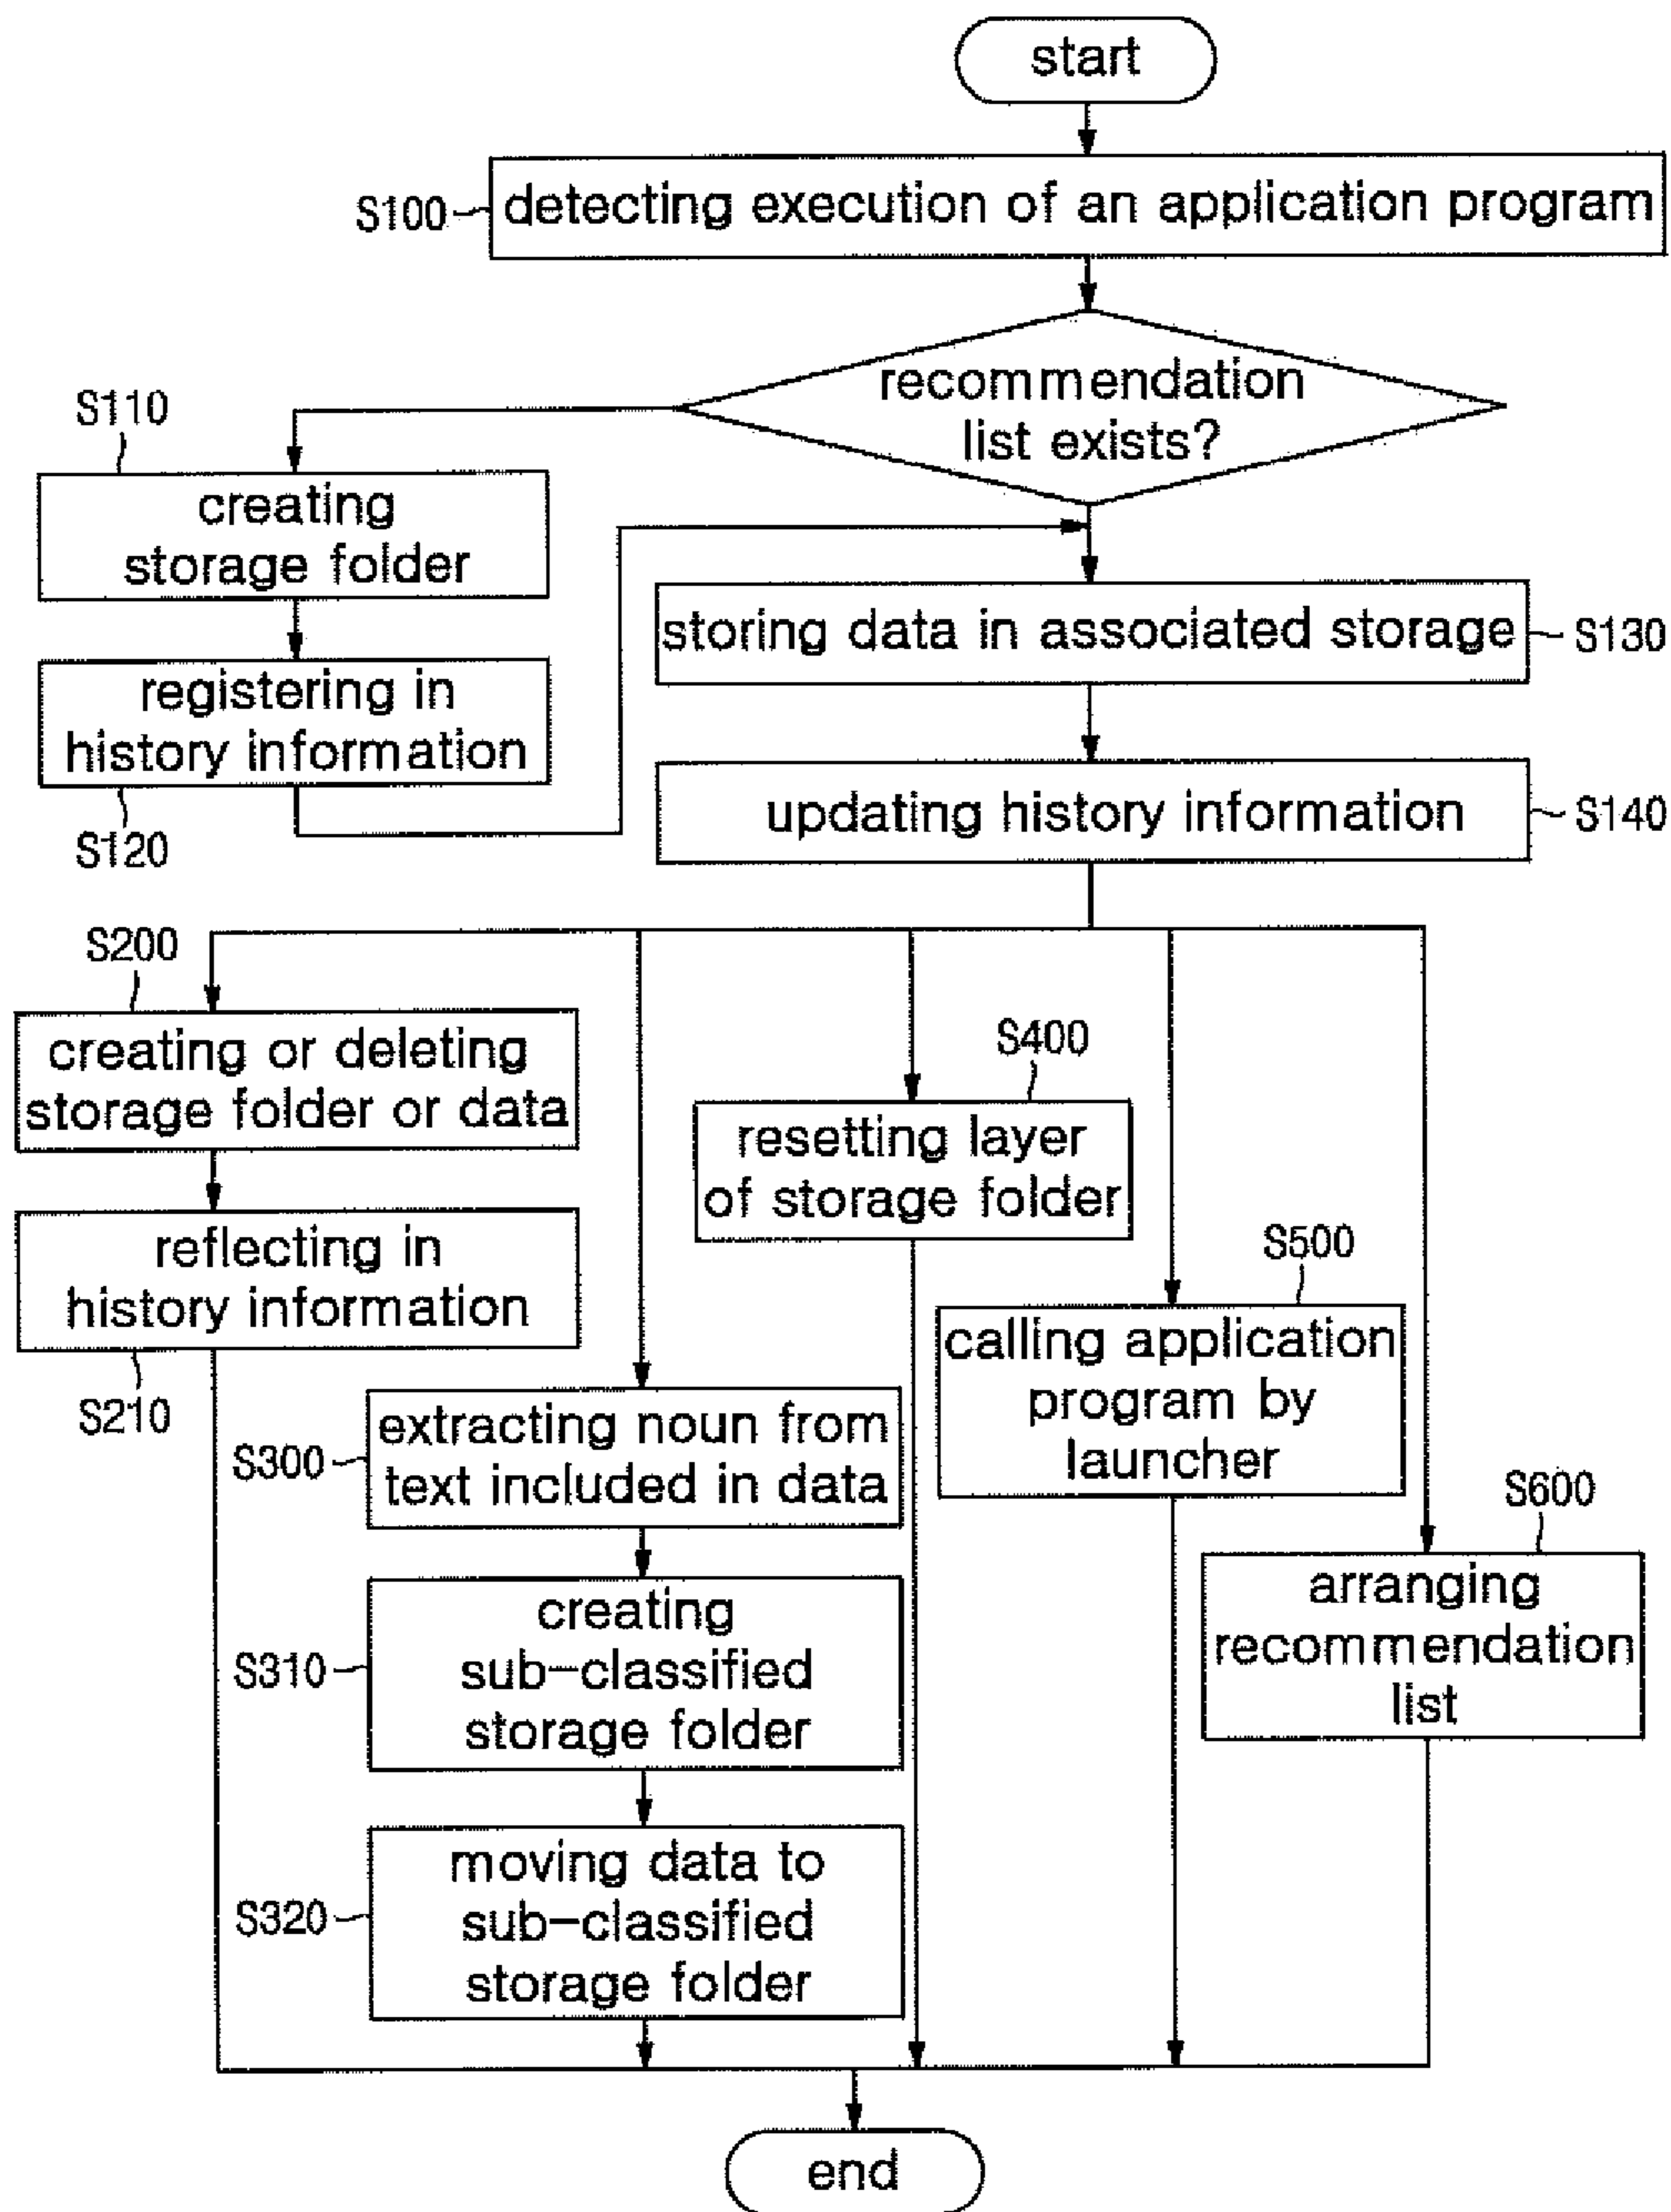 start
S100
detecting execution of an application program
recommendation
list exists?
S110
creating
storage folder
registering in
history information
S120
storing data in associated storage
S130
updating history information
S140
S200
creating or deleting
storage folder or data
reflecting in
history information
S210
S300
extracting noun from
text included in data
S310
creating
sub-classified
storage folder
S320
moving data to
sub-classified
storage folder
S400
resetting layer
of storage folder
S500
calling application
program by
launcher
S600
arranging
recommendation
list
end